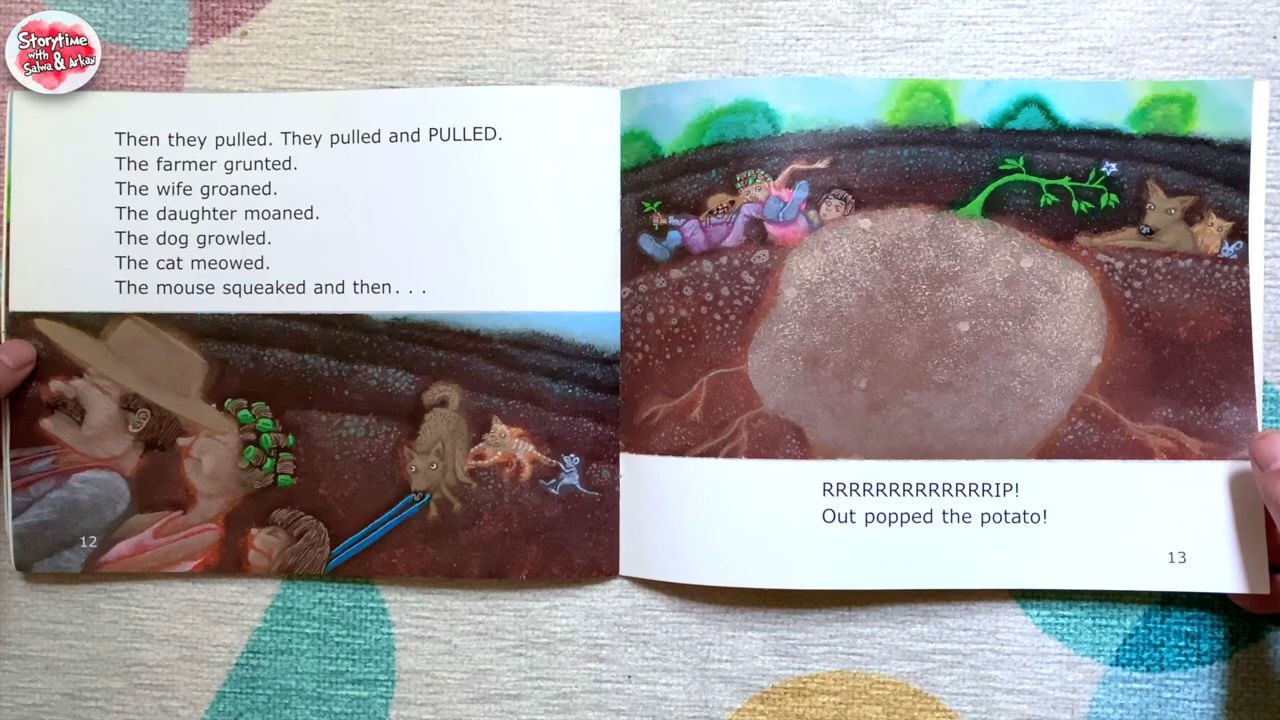 Storytime
with
Salwa & Arkan
Then they pulled. They pulled and PULLED.
The farmer grunted.
The wife groaned.
The daughter moaned.
The dog growled.
The cat meowed.
The mouse squeaked and then . . .
12
RRRRRRRRRRRRRIP!
Out popped the potato!
13